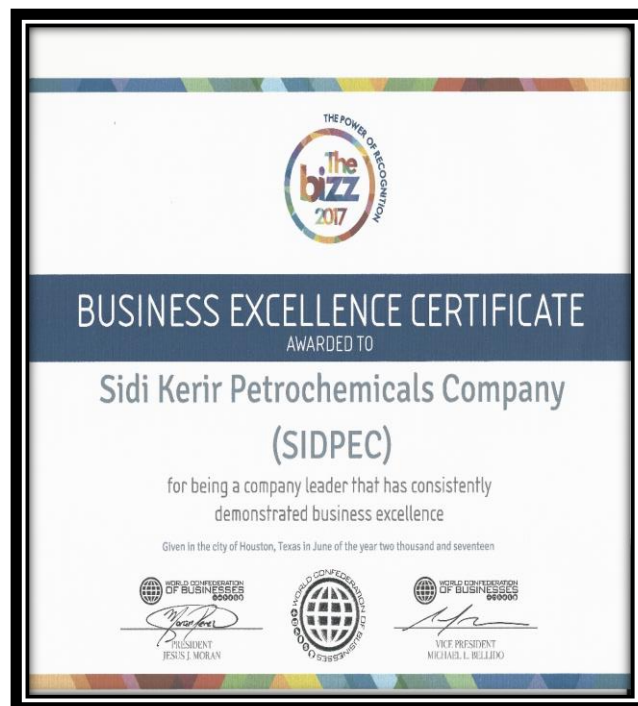 THE POWER OF RECOGNITION
The
bizz
2017
BUSINESS EXCELLENCE CERTIFICATE
AWARDED TO
Sidi Kerir Petrochemicals Company
(SIDPEC)
for being a company leader that has consistently
demonstrated business excellence
Given in the city of Houston, Texas in June of the year two thousand and seventeen
WORLD CONFEDERATION
OF BUSINESSES
WORLD CONFEDERATION OF BUSINESSES
WORLD CONFEDERATION
OF BUSINESSES
PRESIDENT
JESUS J. MORAN
VICE PRESIDENT
MICHAEL L. BELLIDO